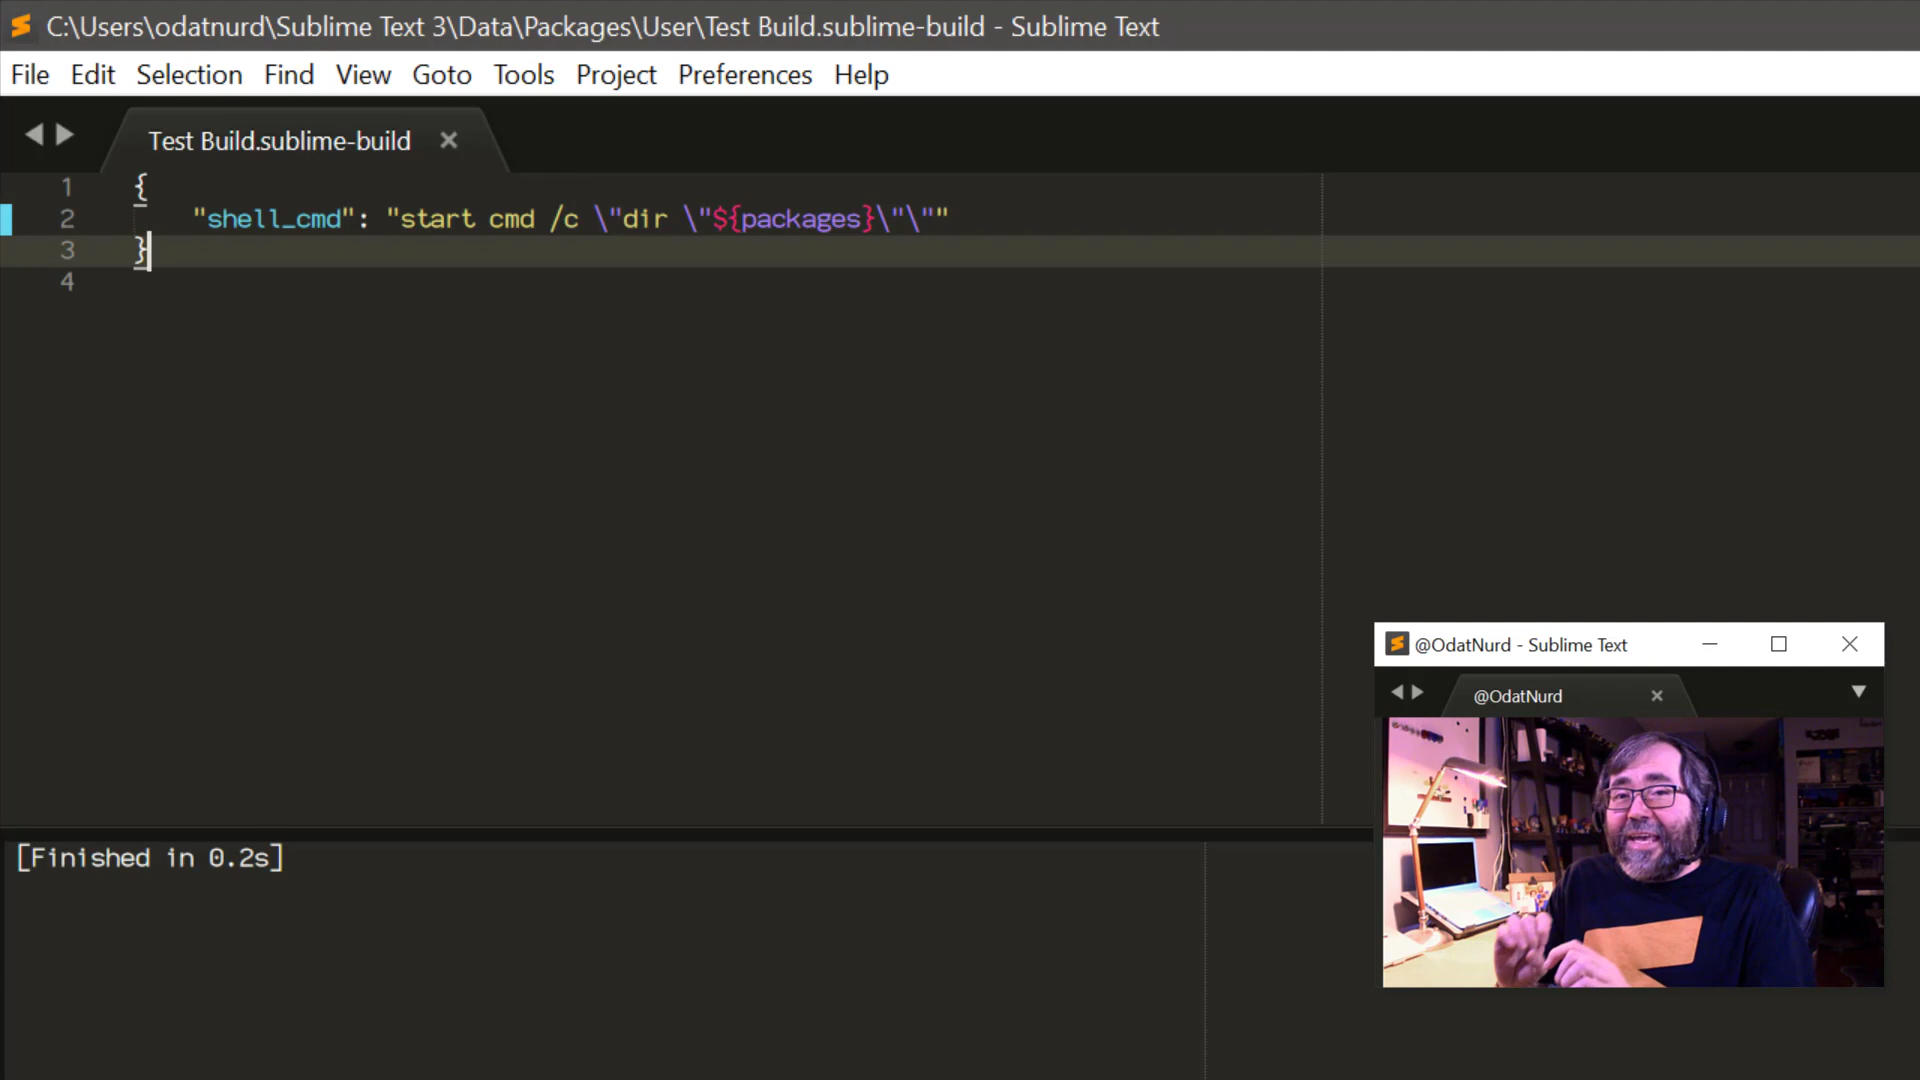 C:\Users\odatnurd\Sublime Text 3\Data\Packages\User\Test Build.sublime-build - Sublime Text
File Edit Selection Find View Goto Tools Project Preferences Help
Test Build.sublime-build
1 {
2 "shell_cmd": "start cmd /c \"dir \"${packages}\"\""
3 }
4
@OdatNurd - Sublime Text
@OdatNurd
[Finished in 0.2s]